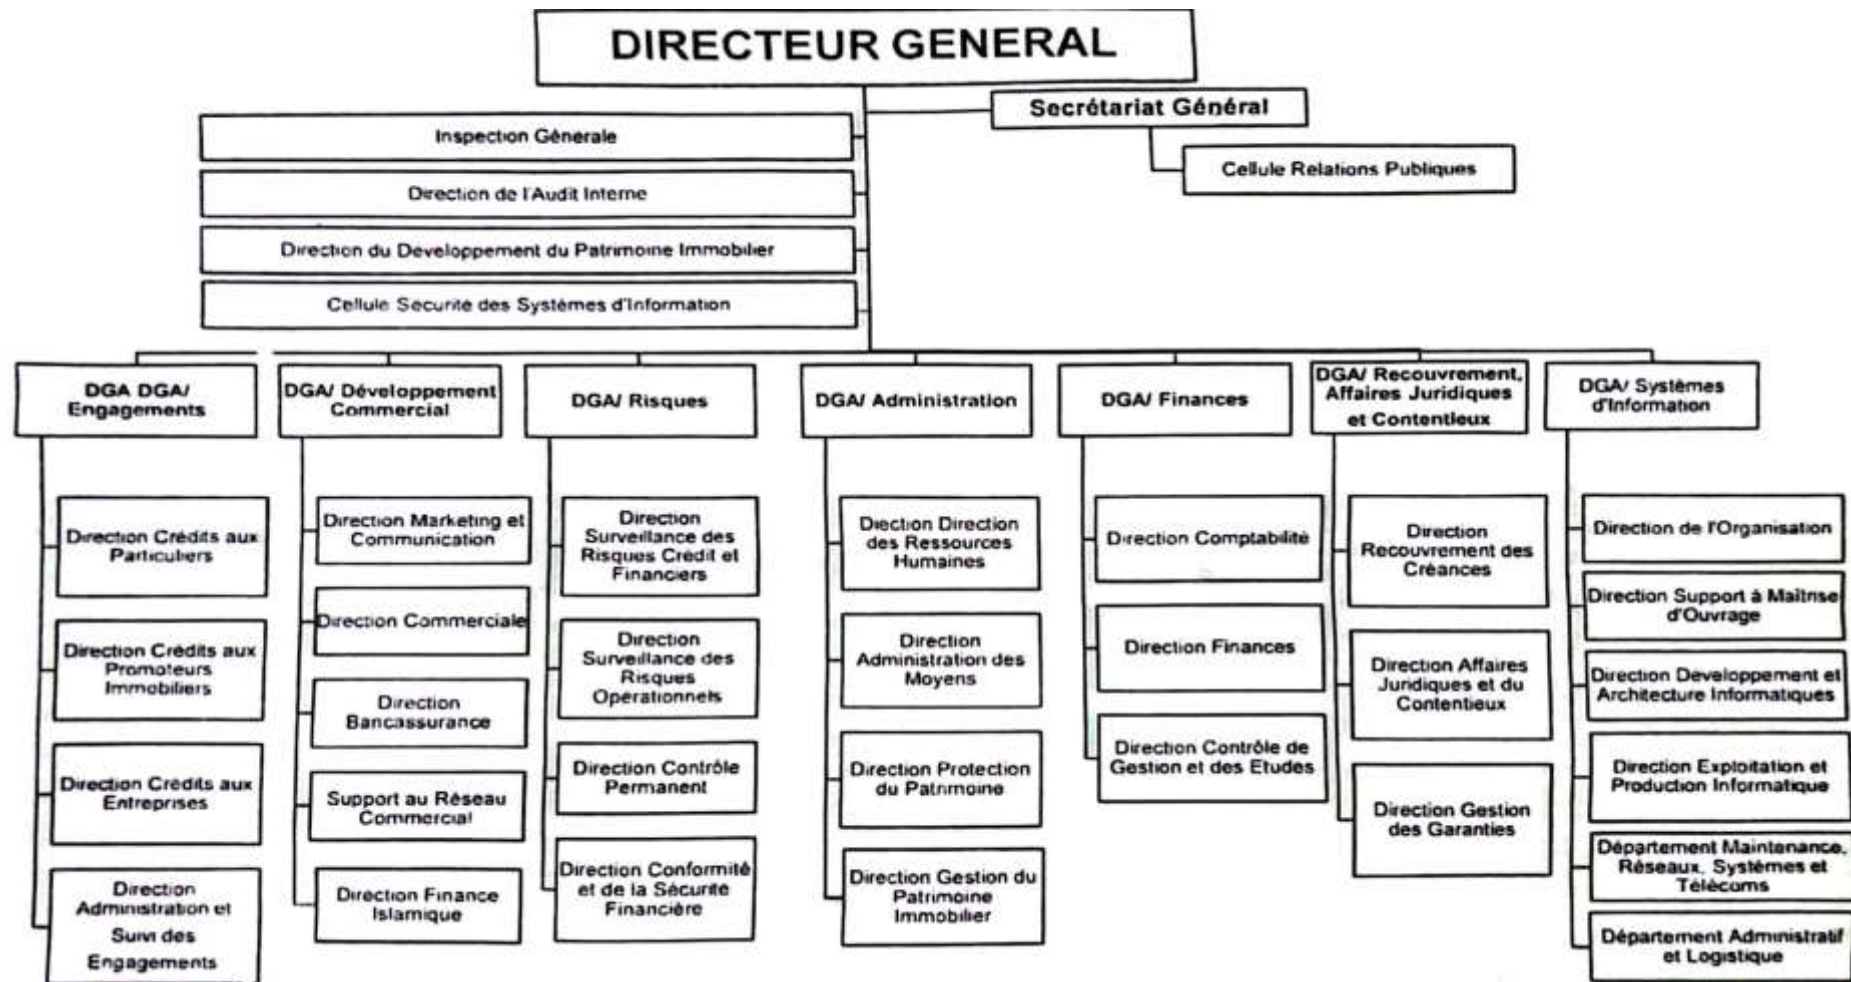 DIRECTEUR GENERAL
Secrétariat Général
Cellule Relations Publiques
Inspection Génerale
Direction de l'Audit Interne
Direction du Developpement du Patrimoine Immobilier
Cellule Securité des Systèmes d'Information
DGA DGA/
Engagements
DGA/ Développement
Commercial
DGA/ Risques
DGA/ Administration
DGA/ Finances
DGA/ Recouvrement,
Affaires Juridiques
et Contentieux
DGA/ Systèmes
d'Information
Direction Crédits aux
Particuliers
Direction Crédits aux
Promoteurs
Immobiliers
Direction Crédits aux
Entreprises
Direction
Administration et
Suivi des
Engagements
Direction Marketing et
Communication
Direction Commerciale
Direction
Bancassurance
Support au Réseau
Commercial
Direction Finance
Islamique
Direction
Surveillance des
Risques Crédit et
Financiers
Direction
Surveillance des
Risques
Opérationnels
Direction Contrôle
Permanent
Direction Conformité
et de la Sécurité
Financière
Diection Direction
des Ressources
Humaines
Direction
Administration des
Moyens
Direction Protection
du Patrimoine
Direction Gestion du
Patrimoine
Immobilier
Direction Comptabilité
Direction Finances
Direction Contrôle de
Gestion et des Etudes
Direction
Recouvrement des
Créances
Direction Affaires
Juridiques et du
Contentieux
Direction Gestion
des Garanties
Direction de l'Organisation
Direction Support à Maîtrise
d'Ouvrage
Direction Développement et
Architecture Informatiques
Direction Exploitation et
Production Informatique
Département Maintenance,
Réseaux, Systèmes et
Télécoms
Département Administratif
et Logistique